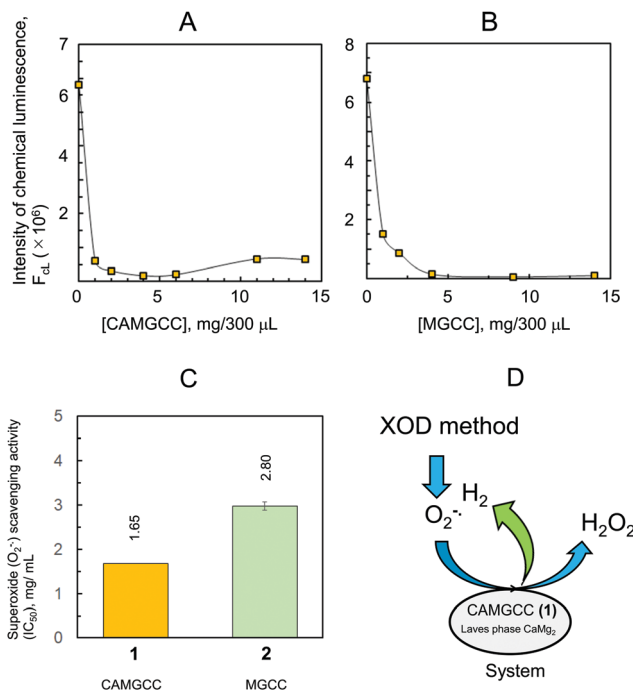 A
7
6
4
2
0
5
10
15
[CAMGCC], mg/300 µL
Intensity of chemical luminescence,
FcL (× 10⁶)
B
8
6
4
2
0
5
10
15
[MGCC], mg/300 µL
C
5
4
3
2
1
0
1.65
2.80
1
2
CAMGCC
MGCC
Superoxide (O₂⁻·) scavenging activity
(IC₅₀), mg/ mL
D
XOD method
O₂⁻·
H₂
H₂O₂
CAMGCC (1)
Laves phase CaMg₂
System